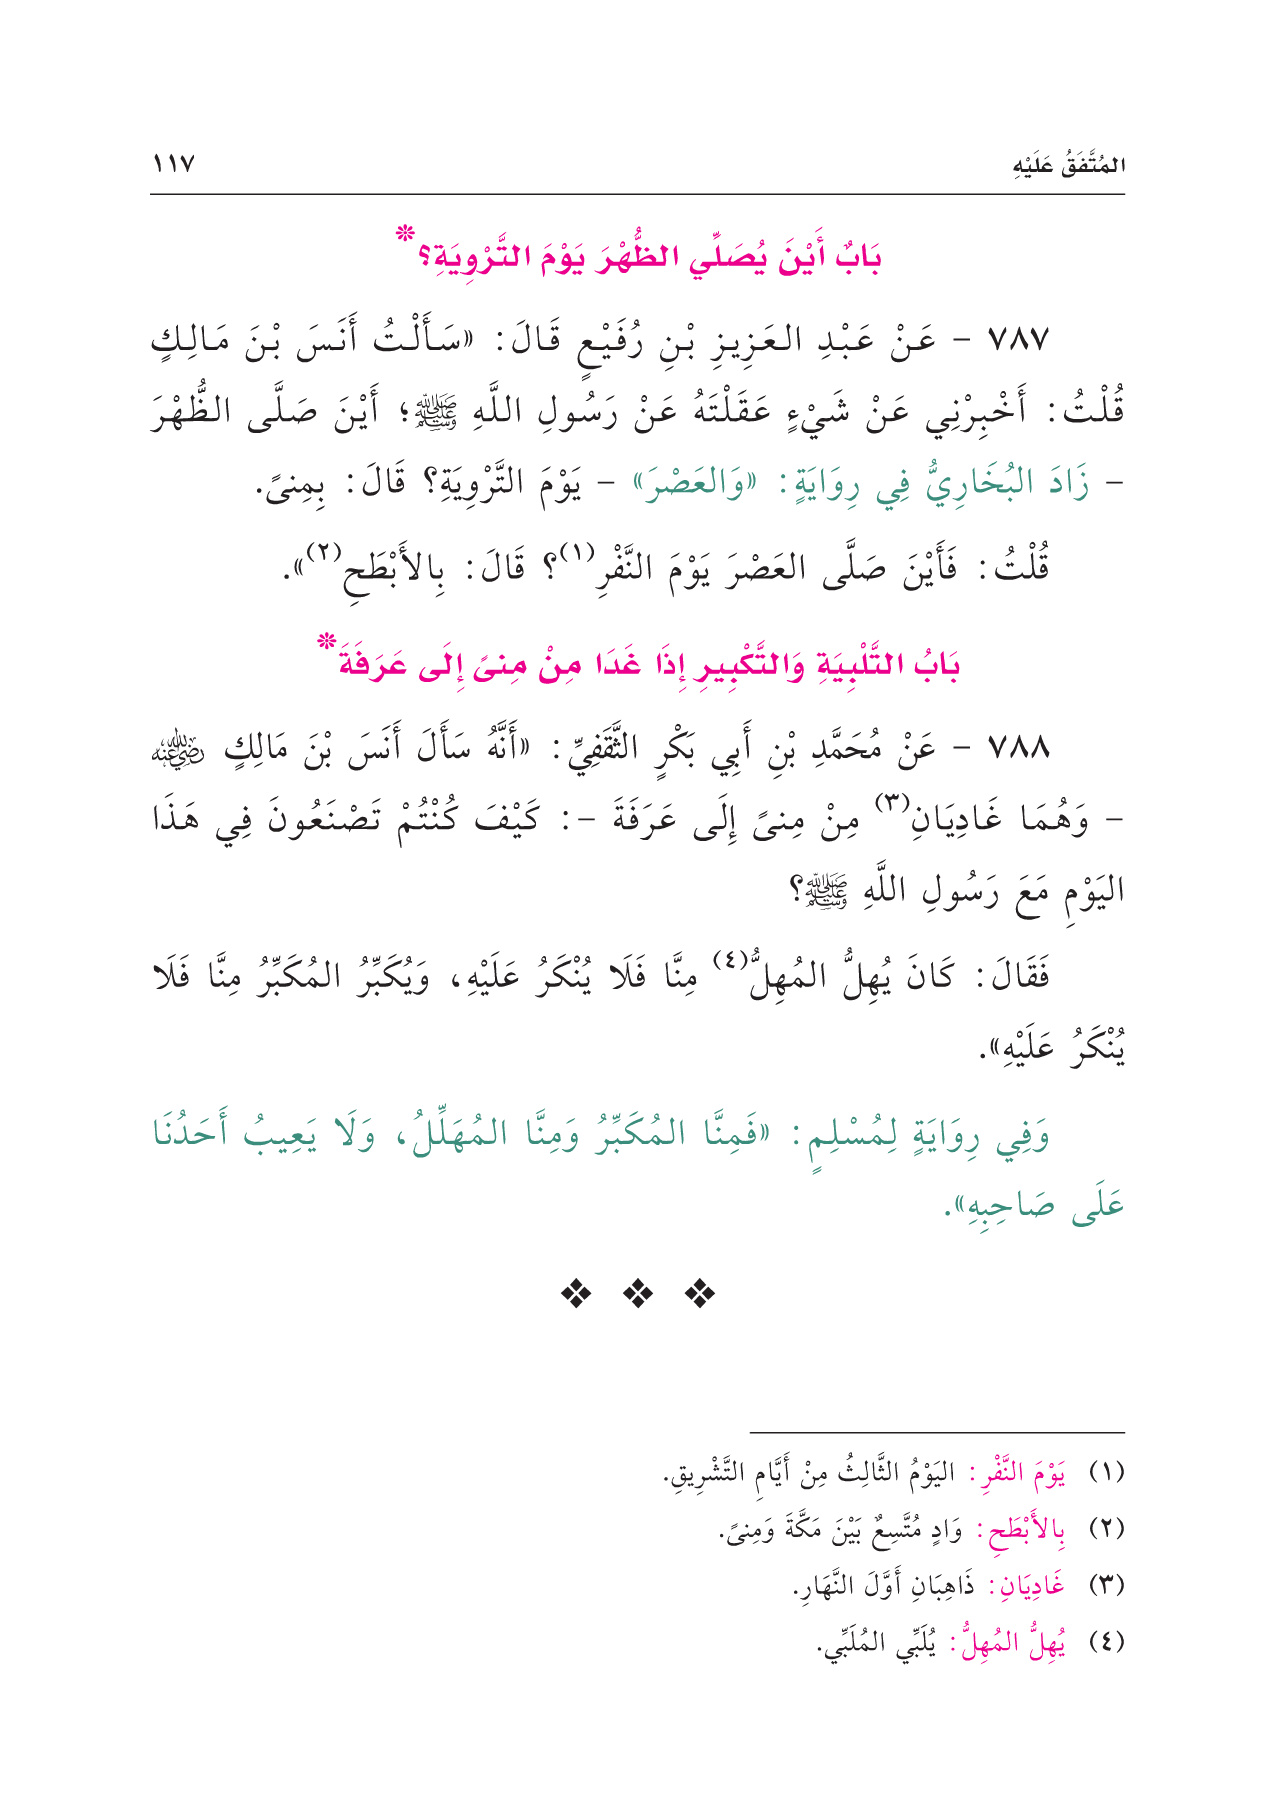 المُتَّفَقُ عَلَيْهِ ١١٧
بَابٌ أَيْنَ يُصَلِّي الظُّهْرَ يَوْمَ التَّرْوِيَةِ؟*
٧٨٧ - عَنْ عَبْدِ العَزِيزِ بْنِ رُفَيْعٍ قَالَ: «سَأَلْتُ أَنَسَ بْنَ مَالِكٍ
قُلْتُ: أَخْبِرْنِي عَنْ شَيْءٍ عَقَلْتَهُ عَنْ رَسُولِ اللَّهِ ﷺ؛ أَيْنَ صَلَّى الظُّهْرَ
- زَادَ البُخَارِيُّ فِي رِوَايَةٍ: «وَالعَصْرَ» - يَوْمَ التَّرْوِيَةِ؟ قَالَ: بِمِنىً.
قُلْتُ: فَأَيْنَ صَلَّى العَصْرَ يَوْمَ النَّفْرِ(١)؟ قَالَ: بِالأَبْطَحِ(٢)».
بَابُ التَّلْبِيَةِ وَالتَّكْبِيرِ إِذَا غَدَا مِنْ مِنىً إِلَى عَرَفَةَ*
٧٨٨ - عَنْ مُحَمَّدِ بْنِ أَبِي بَكْرٍ الثَّقَفِيِّ: «أَنَّهُ سَأَلَ أَنَسَ بْنَ مَالِكٍ رضي الله عنه
- وَهُمَا غَادِيَانِ(٣) مِنْ مِنىً إِلَى عَرَفَةَ -: كَيْفَ كُنْتُمْ تَصْنَعُونَ فِي هَذَا
اليَوْمِ مَعَ رَسُولِ اللَّهِ ﷺ؟
فَقَالَ: كَانَ يُهِلُّ المُهِلُّ(٤) مِنَّا فَلَا يُنْكَرُ عَلَيْهِ، وَيُكَبِّرُ المُكَبِّرُ مِنَّا فَلَا
يُنْكَرُ عَلَيْهِ».
وَفِي رِوَايَةٍ لِمُسْلِمٍ: «فَمِنَّا المُكَبِّرُ وَمِنَّا المُهَلِّلُ، وَلَا يَعِيبُ أَحَدُنَا
عَلَى صَاحِبِهِ».
(١) يَوْمَ النَّفْرِ: اليَوْمُ الثَّالِثُ مِنْ أَيَّامِ التَّشْرِيقِ.
(٢) بِالأَبْطَحِ: وَادٍ مُتَّسِعٌ بَيْنَ مَكَّةَ وَمِنىً.
(٣) غَادِيَانِ: ذَاهِبَانِ أَوَّلَ النَّهَارِ.
(٤) يُهِلُّ المُهِلُّ: يُلَبِّي المُلَبِّي.